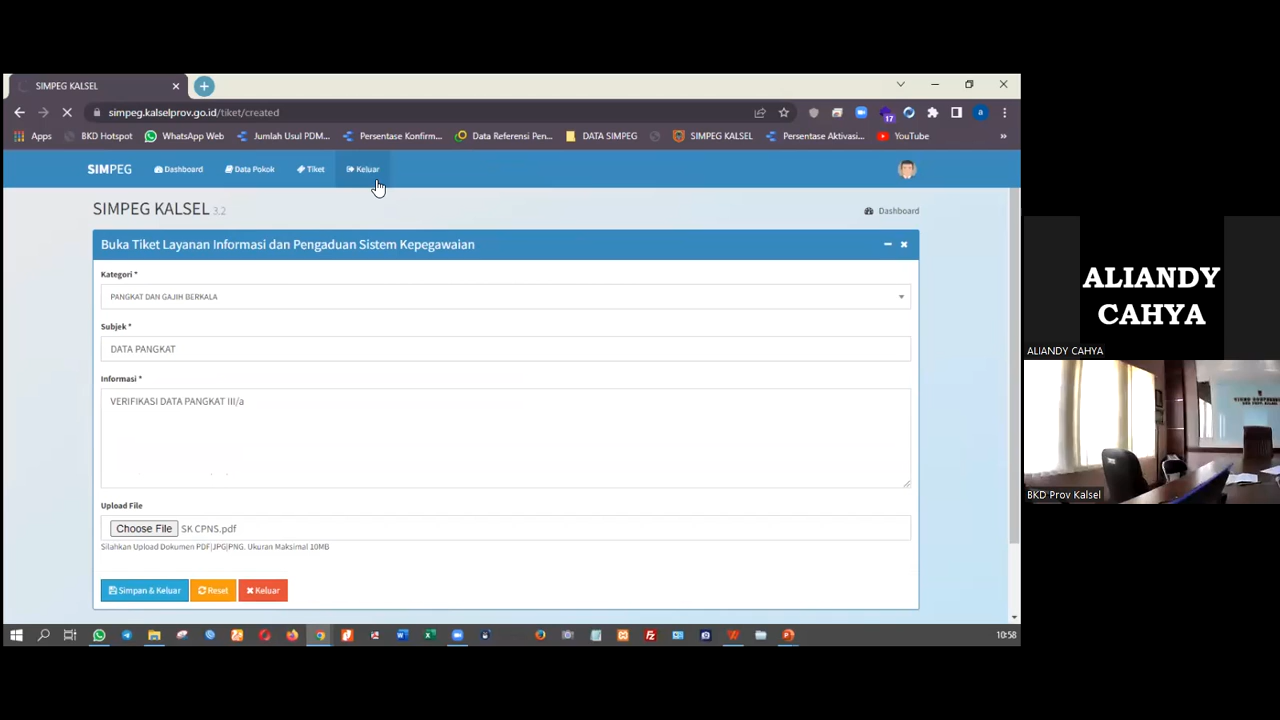 SIMPEG KALSEL
simpeg.kalselprov.go.id/tiket/created
a
17
Apps BKD Hotspot WhatsApp Web Jumlah Usul PDM... Persentase Konfirm... Data Referensi Pen... DATA SIMPEG SIMPEG KALSEL Persentase Aktivasi... YouTube »
SIMPEG Dashboard Data Pokok Tiket Keluar
SIMPEG KALSEL 3.2
Dashboard
Buka Tiket Layanan Informasi dan Pengaduan Sistem Kepegawaian
Kategori *
PANGKAT DAN GAJIH BERKALA
Subjek *
DATA PANGKAT
Informasi *
VERIFIKASI DATA PANGKAT III/a
Upload File
Choose File SK CPNS.pdf
Silahkan Upload Dokumen PDF|JPG|PNG. Ukuran Maksimal 10MB
Simpan & Keluar Reset Keluar
10:58
ALIANDY
CAHYA
ALIANDY CAHYA
BKD Prov Kalsel